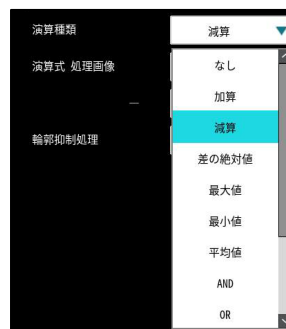 演算種類
減算
演算式 処理画像
–
輪郭抑制処理
なし
加算
減算
差の絶対値
最大値
最小値
平均値
AND
OR